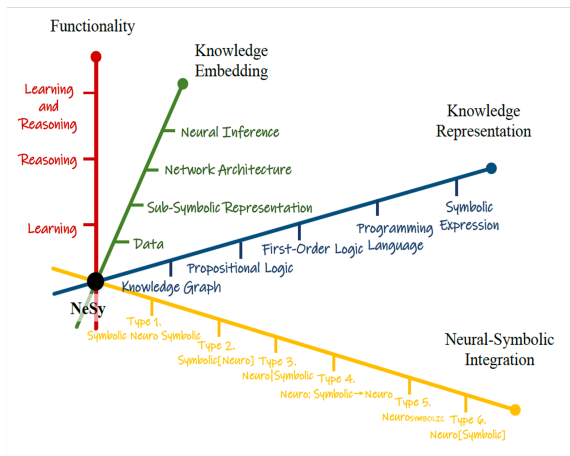 Functionality
Learning
and
Reasoning
Reasoning
Learning
Knowledge
Embedding
Neural Inference
Network Architecture
Sub-Symbolic Representation
Data
Knowledge
Representation
Symbolic
Expression
Programming
Language
First-Order Logic
Propositional Logic
Knowledge Graph
NeSy
Neural-Symbolic
Integration
Type 1.
Symbolic Neuro Symbolic
Type 2.
Symbolic[Neuro]
Type 3.
Neuro|Symbolic
Type 4.
Neuro: Symbolic→Neuro
Type 5.
NeuroSYMBOLIC
Type 6.
Neuro[Symbolic]